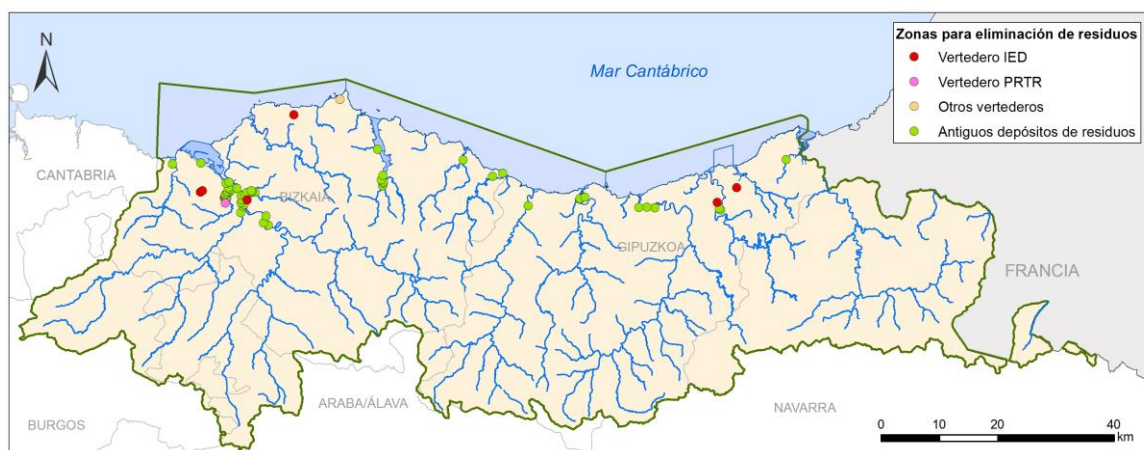 N
Mar Cantábrico
Zonas para eliminación de residuos
Vertedero IED
Vertedero PRTR
Otros vertederos
Antiguos depósitos de residuos
CANTABRIA
BIZKAIA
GIPUZKOA
FRANCIA
ARABA/ÁLAVA
NAVARRA
BURGOS
0 10 20 40
km